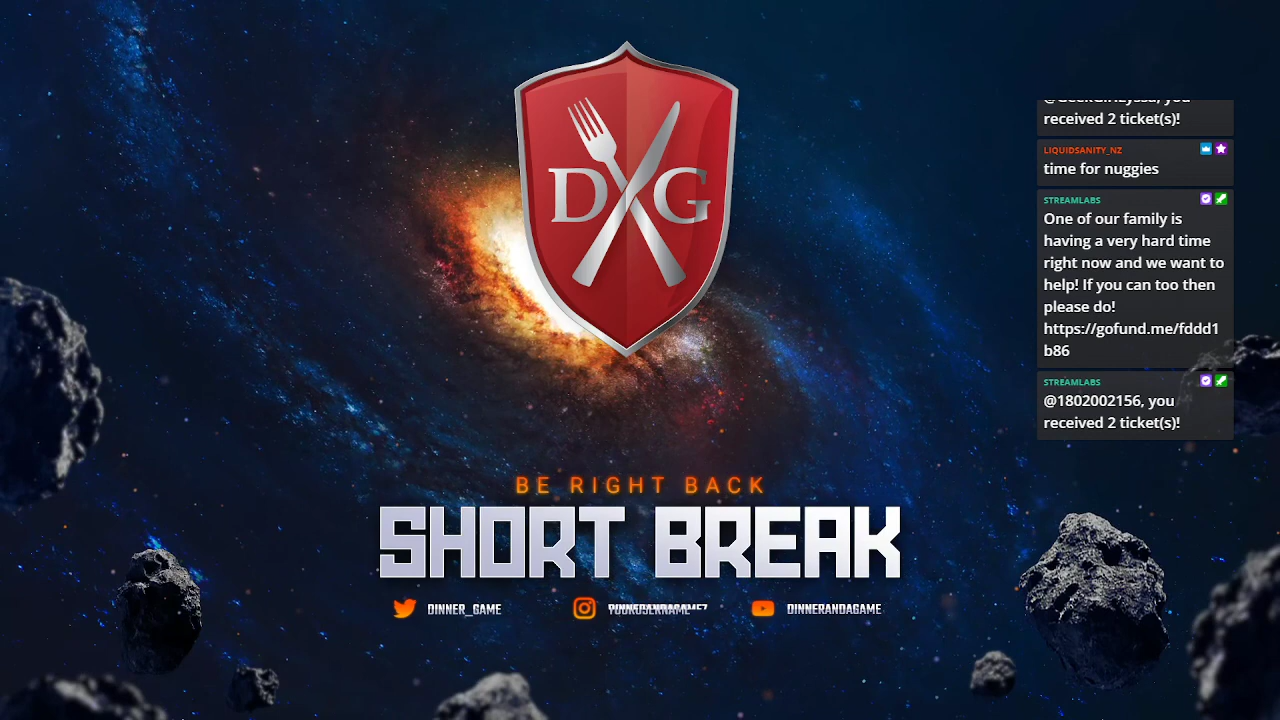 D G
received 2 ticket(s)!
LIQUIDSANITY_NZ
time for nuggies
STREAMLABS
One of our family is
having a very hard time
right now and we want to
help! If you can too then
please do!
https://gofund.me/fddd1
b86
STREAMLABS
@1802002156, you
received 2 ticket(s)!
BE RIGHT BACK
SHORT BREAK
DINNER_GAME
DINNERANDAGAME